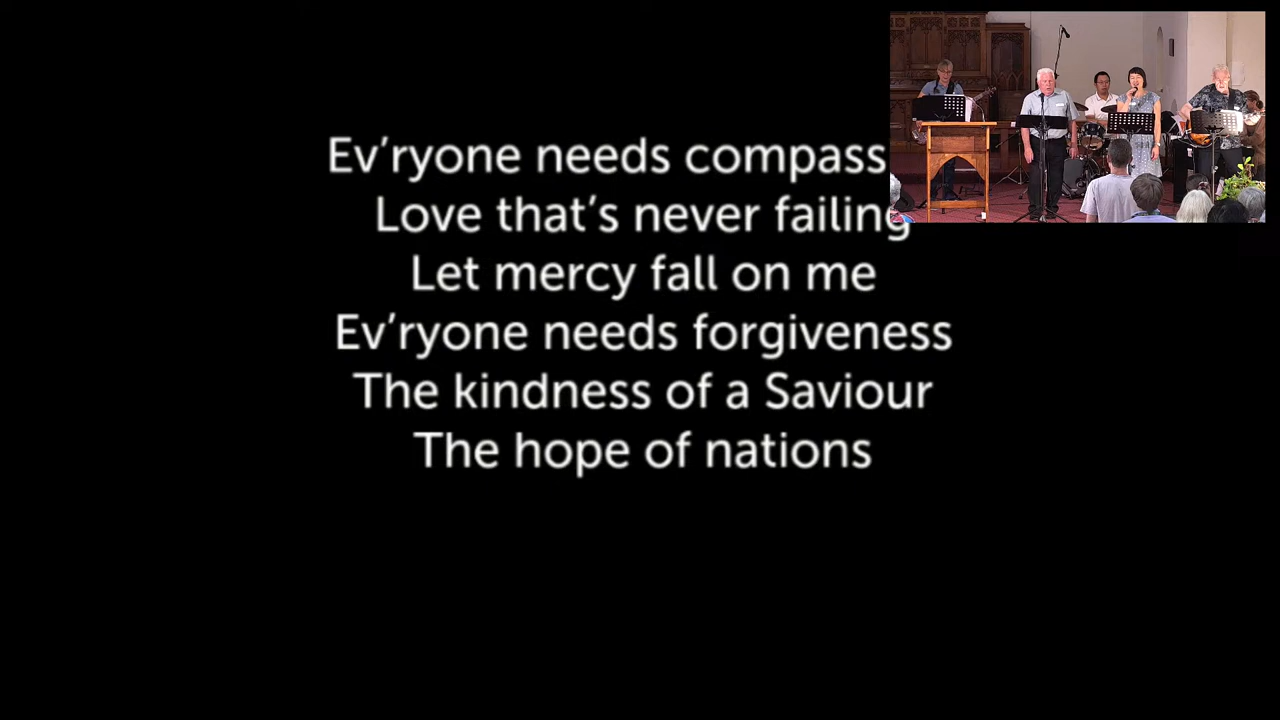 Ev’ryone needs compass
Love that’s never failing
Let mercy fall on me
Ev’ryone needs forgiveness
The kindness of a Saviour
The hope of nations